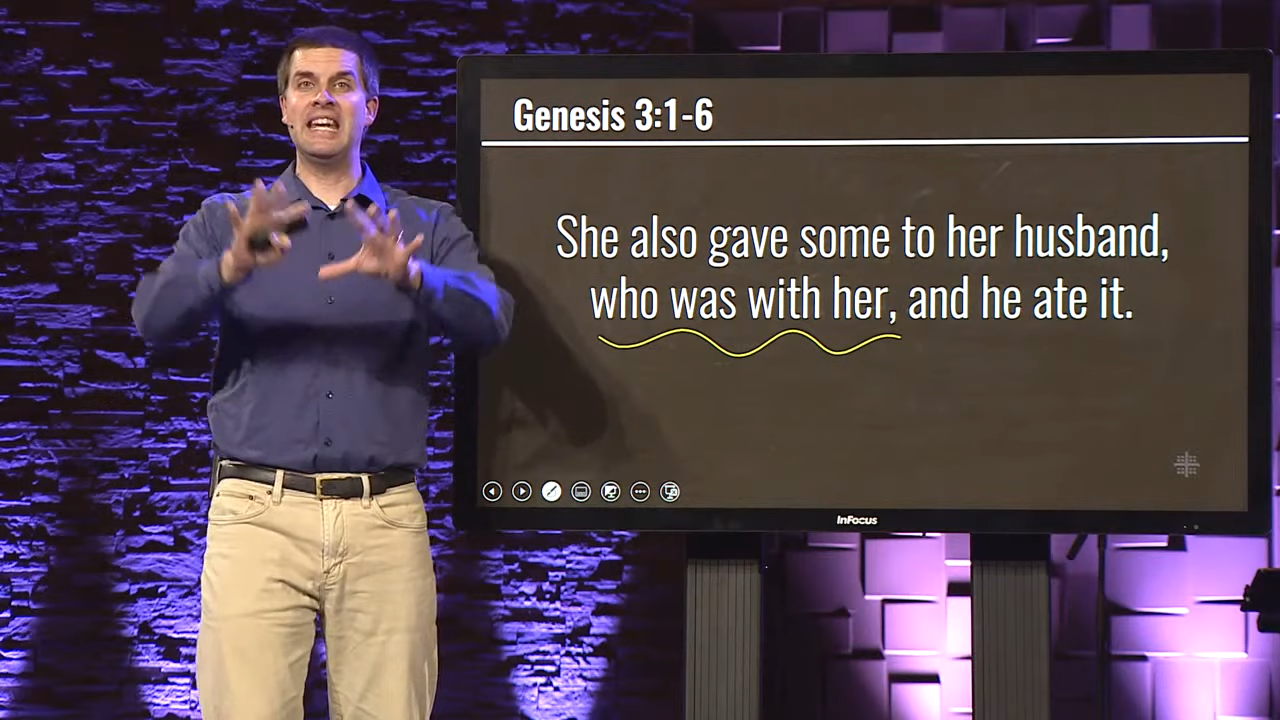 Genesis 3:1-6
She also gave some to her husband,
who was with her, and he ate it.
InFocus